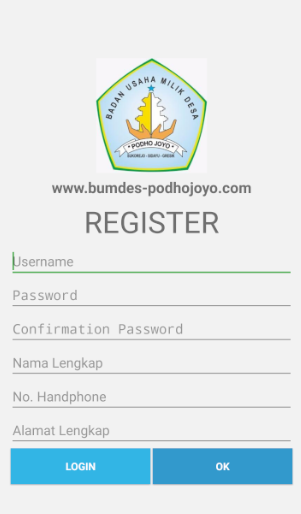 BADAN USAHA MILIK DESA
"PODHO JOYO"
SUKOREJO - SEBAYU - GRESIK
www.bumdes-podhojoyo.com
REGISTER
Username
Password
Confirmation Password
Nama Lengkap
No. Handphone
Alamat Lengkap
LOGIN
OK